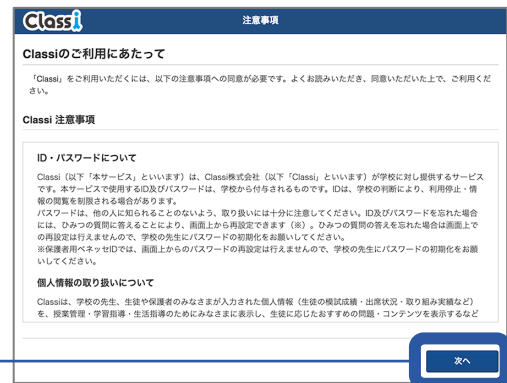 Classi
注意事項
Classiのご利用にあたって
「Classi」をご利用いただくには、以下の注意事項への同意が必要です。よくお読みいただき、同意いただいた上で、ご利用くだ
さい。
Classi 注意事項
ID・パスワードについて
Classi（以下「本サービス」といいます）は、Classi株式会社（以下「Classi」といいます）が学校に対し提供するサービス
です。本サービスで使用するID及びパスワードは、学校から付与されるものです。IDは、学校の判断により、利用停止・情
報の閲覧を制限される場合があります。
パスワードは、他の人に知られることのないよう、取り扱いには十分に注意してください。ID及びパスワードを忘れた場合
には、ひみつの質問に答えることにより、画面上から再設定できます（※）。ひみつの質問の答えを忘れた場合は画面上で
の再設定は行えませんので、学校の先生にパスワードの初期化をお願いしてください。
※保護者用ベネッセIDでは、画面上からのパスワードの再設定は行えませんので、学校の先生にパスワードの初期化をお願
いしてください。
個人情報の取り扱いについて
Classiは、学校の先生、生徒や保護者のみなさまが入力された個人情報（生徒の模試成績・出席状況・取り組み実績など）
を、授業管理・学習指導・生活指導のためにみなさまに表示し、生徒に応じたおすすめの問題・コンテンツを表示するなど
次へ